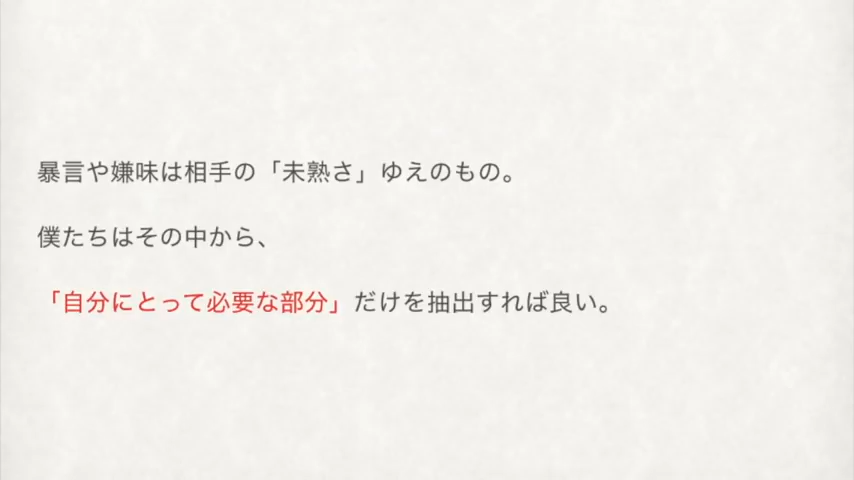 暴言や嫌味は相手の「未熟さ」ゆえのもの。
僕たちはその中から、
「自分にとって必要な部分」だけを抽出すれば良い。